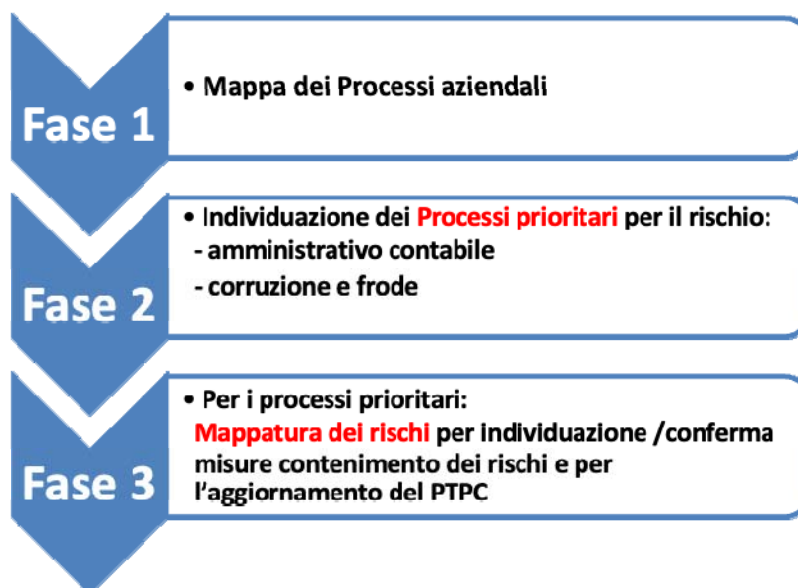 Fase 1
• Mappa dei Processi aziendali
Fase 2
• Individuazione dei Processi prioritari per il rischio:
- amministrativo contabile
- corruzione e frode
Fase 3
• Per i processi prioritari:
Mappatura dei rischi per individuazione /conferma
misure contenimento dei rischi e per
l'aggiornamento del PTPC